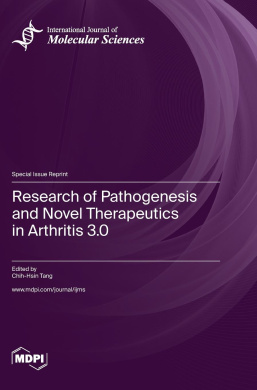 International Journal of
Molecular Sciences
Special Issue Reprint
Research of Pathogenesis
and Novel Therapeutics
in Arthritis 3.0
Edited by
Chih-Hsin Tang
www.mdpi.com/journal/ijms
MDPI